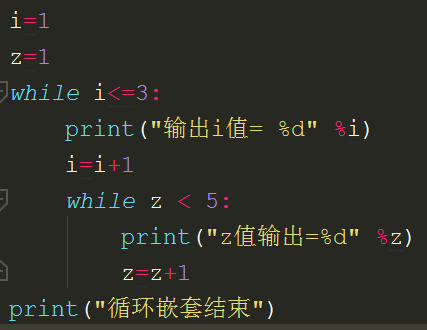 i=1
z=1
while i<=3:
    print("输出i值= %d" %i)
    i=i+1
    while z < 5:
        print("z值输出=%d" %z)
        z=z+1
print("循环嵌套结束")